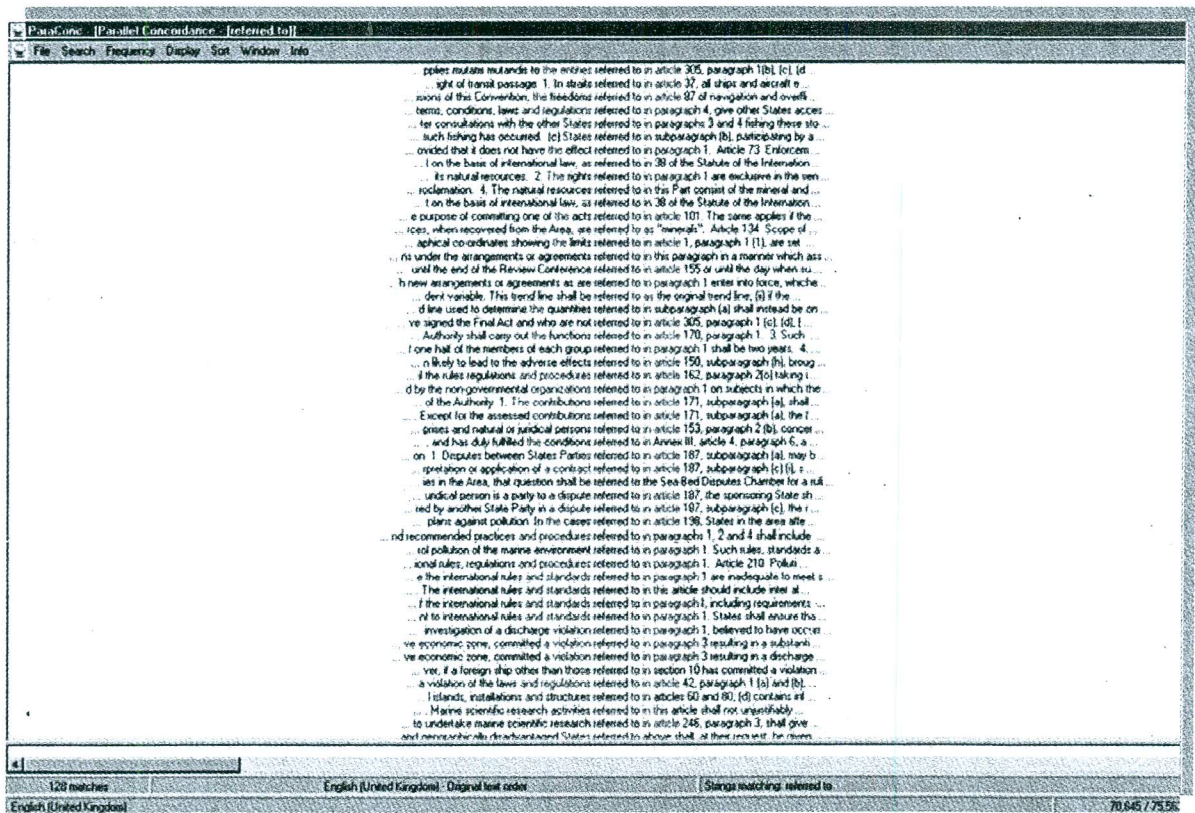 ParaConc - [Parallel Concordance - [referred to]]
File Search Frequency Display Sort Window Info
pplies mutatis mutandis to the entities referred to in article 305, paragraph 1(b), (c), (d
... ight of transit passage. 1. In straits referred to in article 37, all ships and aircraft e ...
... isions of this Convention, the freedoms referred to in article 87 of navigation and overfli ...
... terms, conditions, laws and regulations referred to in paragraph 4, give other States acces ...
... ter consultations with the other States referred to in paragraphs 3 and 4 fishing these sto ...
... such fishing has occurred. (c) States referred to in subparagraph (b), participating by a ...
... ovided that it does not have the effect referred to in paragraph 1. Article 73 Enforcem ...
... t on the basis of international law, as referred to in 38 of the Statute of the Internation ...
... its natural resources. 2. The rights referred to in paragraph 1 are exclusive in the sen ...
... roclamation. 4. The natural resources referred to in this Part consist of the mineral and ...
... t on the basis of international law, as referred to in 38 of the Statute of the Internation ...
... e purpose of committing one of the acts referred to in article 101. The same applies if the ...
... rces, when recovered from the Area, are referred to as "minerals". Article 134 Scope of ...
... aphical co-ordinates showing the limits referred to in article 1, paragraph 1 (1), are set ...
... ns under the arrangements or agreements referred to in this paragraph in a manner which ass ...
... until the end of the Review Conference referred to in article 155 or until the day when su ...
... h new arrangements or agreements as are referred to in paragraph 1 enter into force, whiche ...
... dent variable. This trend line shall be referred to as the original trend line; (ii) if the ...
... d line used to determine the quantities referred to in subparagraph (a) shall instead be on ...
... ve signed the Final Act and who are not referred to in article 305, paragraph 1 (c), (d), (
... Authority shall carry out the functions referred to in article 170, paragraph 1. 3. Such ...
... f one half of the members of each group referred to in paragraph 1 shall be two years. 4. ...
... n likely to lead to the adverse effects referred to in article 150, subparagraph (h), broug ...
... if the rules regulations and procedures referred to in article 162, paragraph 2(o) taking i ...
... d by the non-governmental organizations referred to in paragraph 1 on subjects in which the ...
... of the Authority. 1. The contributions referred to in article 171, subparagraph (a), shall ...
... Except for the assessed contributions referred to in article 171, subparagraph (a), the f ...
... prises and natural or juridical persons referred to in article 153, paragraph 2 (b), concer ...
... and has duly fulfilled the conditions referred to in Annex III, article 4, paragraph 6, a ...
... on 1. Disputes between States Parties referred to in article 187, subparagraph (a), may b ...
... rpretation or application of a contract referred to in article 187, subparagraph (c) (i), s ...
... ies in the Area, that question shall be referred to the Sea-Bed Disputes Chamber for a ruli ...
... uridical person is a party to a dispute referred to in article 187, the sponsoring State sh ...
... red by another State Party in a dispute referred to in article 187, subparagraph (c), the r ...
... plans against pollution. In the cases referred to in article 198, States in the area affe ...
... nd recommended practices and procedures referred to in paragraphs 1, 2 and 4 shall include ...
... rol pollution of the marine environment referred to in paragraph 1. Such rules, standards a ...
... ional rules, regulations and procedures referred to in paragraph 1. Article 210 Polluti ...
... e the international rules and standards referred to in paragraph 1 are inadequate to meet s ...
... The international rules and standards referred to in this article should include inter al ...
... f the international rules and standards referred to in paragraph 1, including requirements ...
... nt to international rules and standards referred to in paragraph 1. States shall ensure tha ...
... investigation of a discharge violation referred to in paragraph 1, believed to have occurr ...
... ve economic zone, committed a violation referred to in paragraph 3 resulting in a substanti ...
... ve economic zone, committed a violation referred to in paragraph 3 resulting in a discharge ...
... ver, if a foreign ship other than those referred to in section 10 has committed a violation ...
... a violation of the laws and regulations referred to in article 42, paragraph 1 (a) and (b), ...
... l islands, installations and structures referred to in articles 60 and 80; (d) contains inf ...
... Marine scientific research activities referred to in this article shall not unjustifiably ...
... to undertake marine scientific research referred to in article 246, paragraph 3, shall give ...
and geographically disadvantaged States referred to above shall, at their request, be given
128 matches English (United Kingdom) - Original text order Strings matching: referred to
English (United Kingdom) 70,645 / 75,56